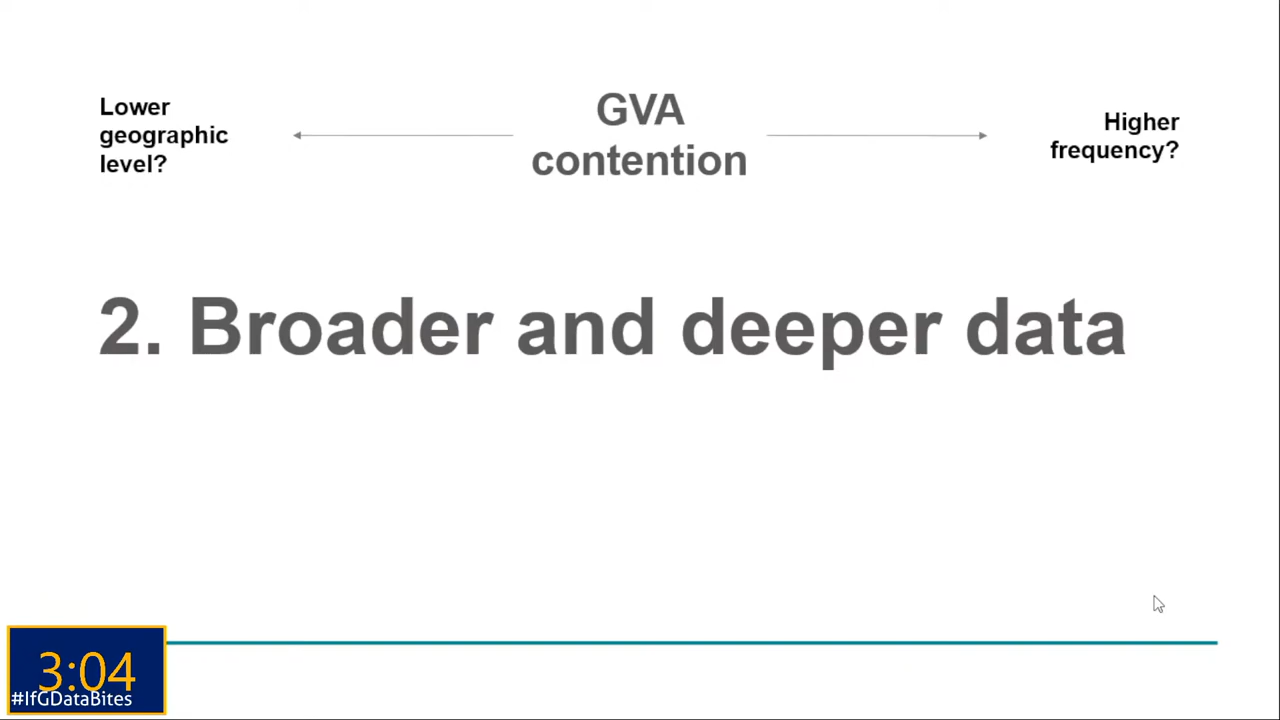 Lower
geographic
level?
GVA
contention
Higher
frequency?
2. Broader and deeper data
3:04
#IfGDataBites